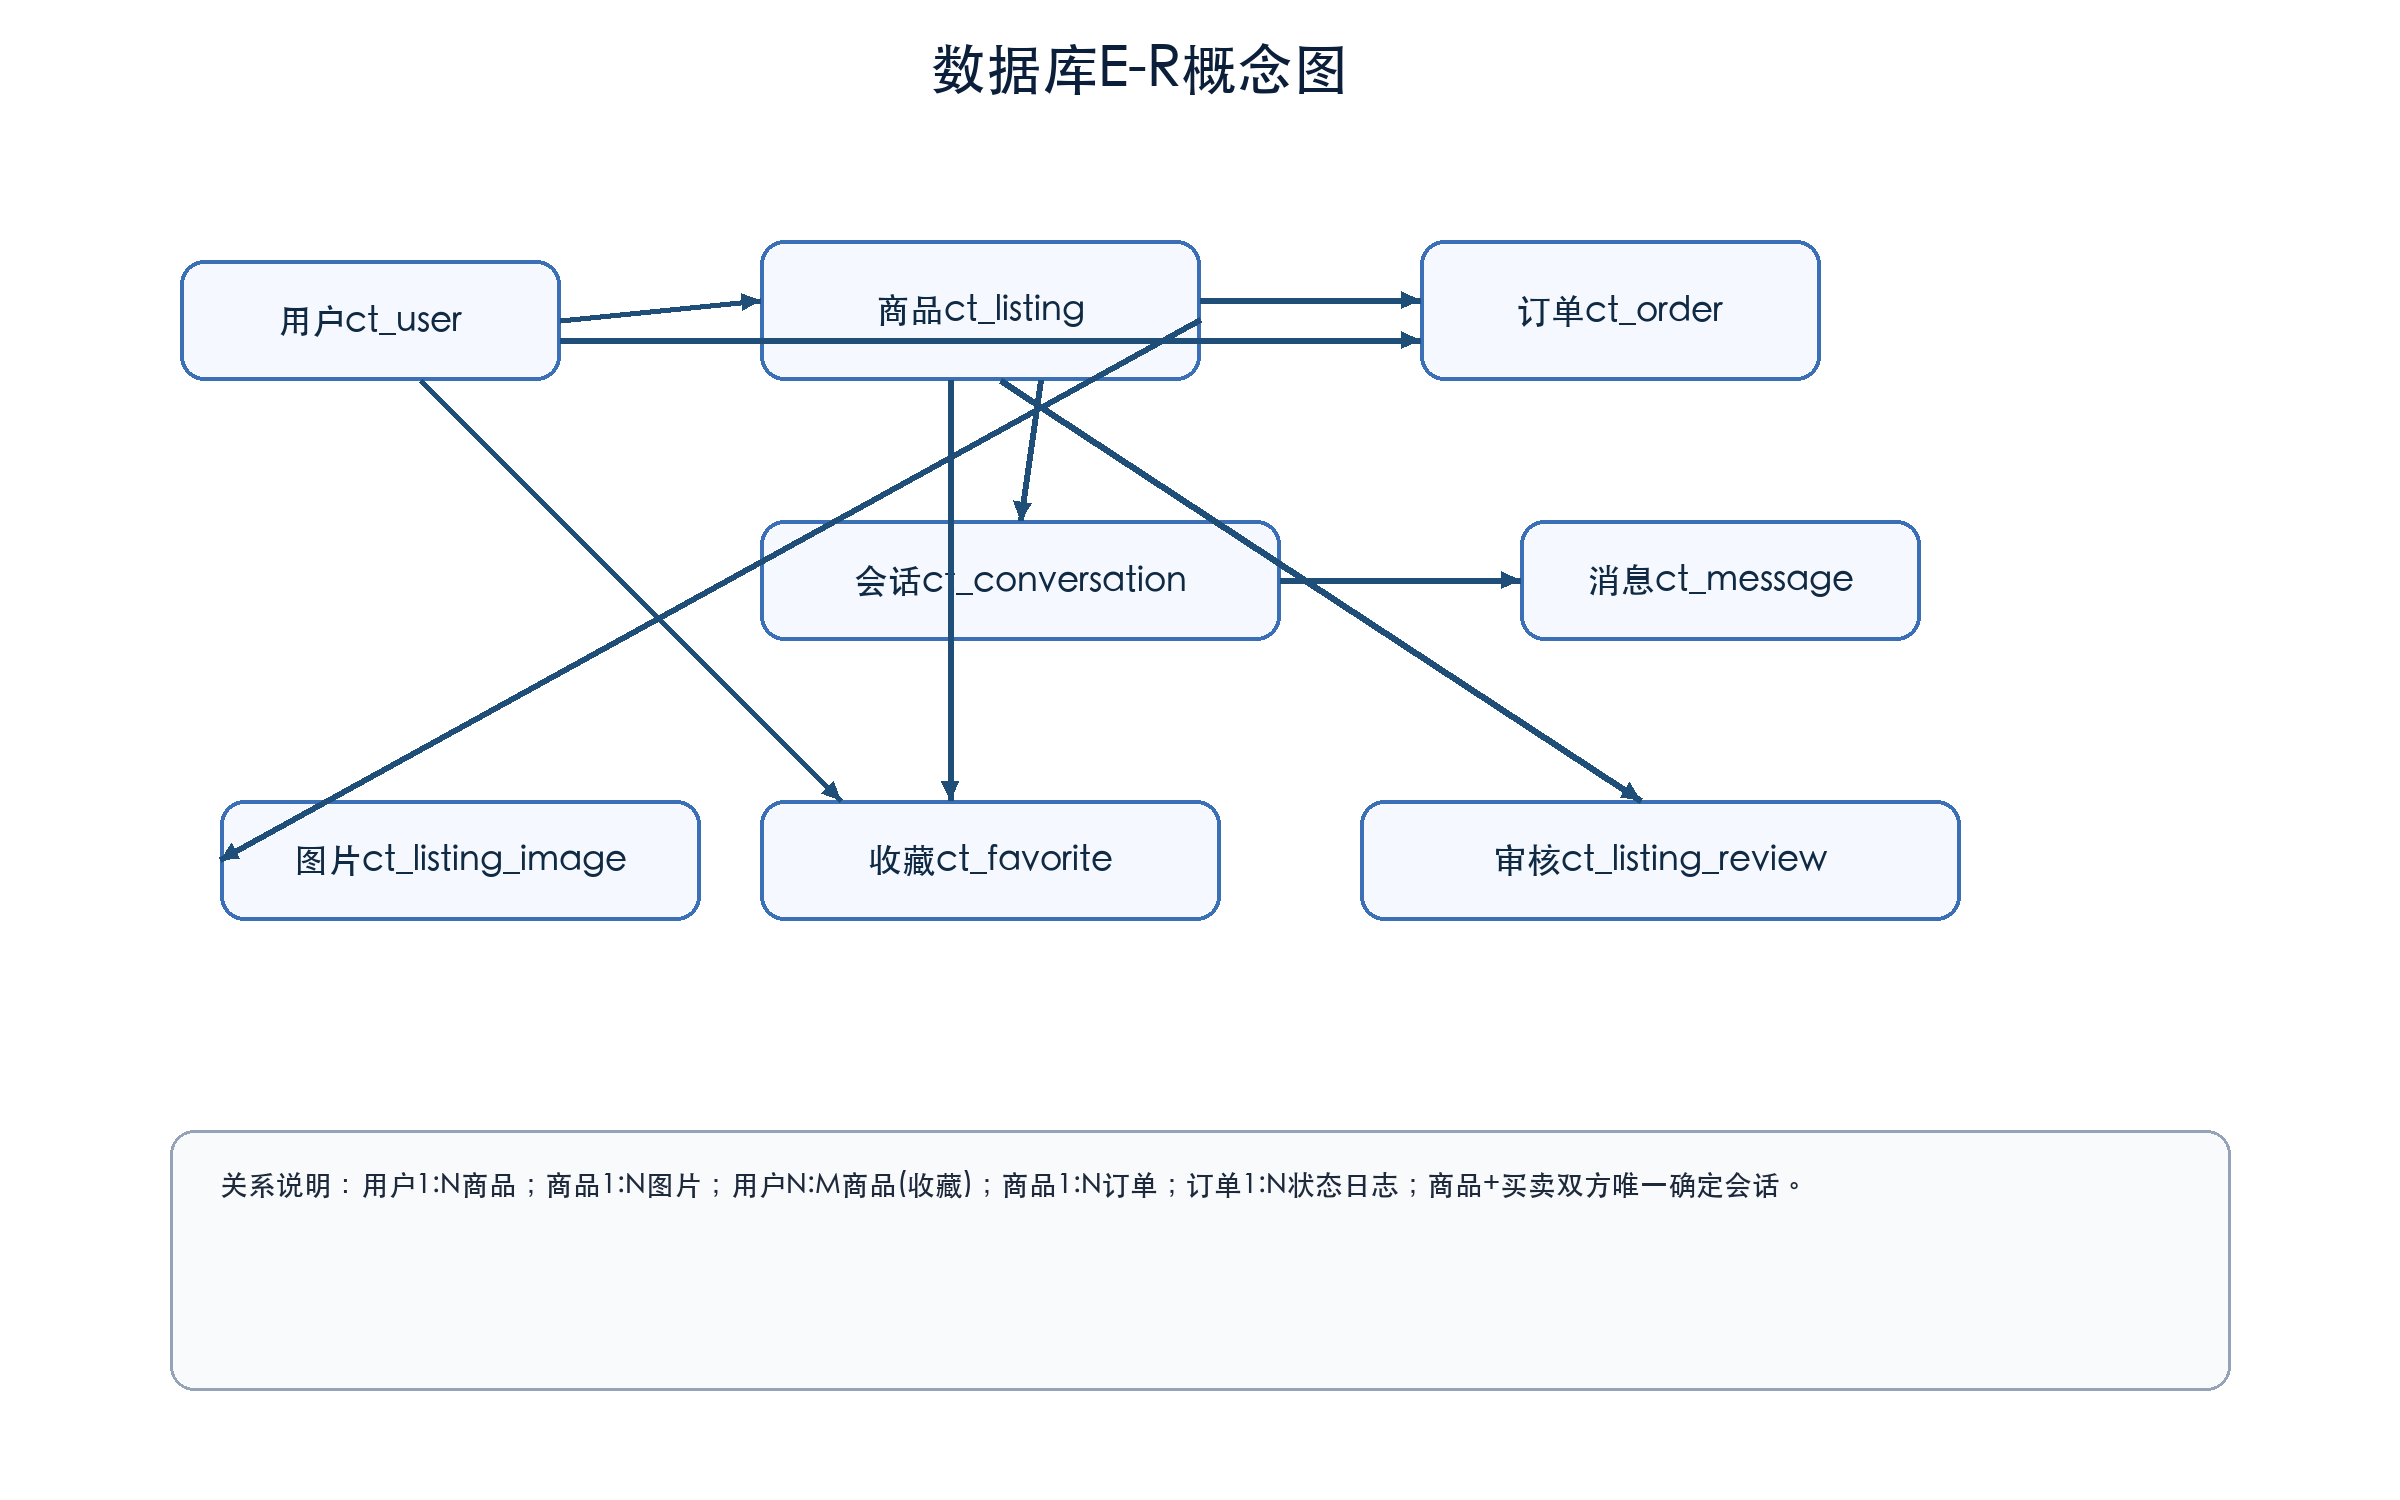 数据库E-R概念图
用户ct_user
商品ct_listing
订单ct_order
会话ct_conversation
消息ct_message
图片ct_listing_image
收藏ct_favorite
审核ct_listing_review
关系说明：用户1:N商品；商品1:N图片；用户N:M商品(收藏)；商品1:N订单；订单1:N状态日志；商品+买卖双方唯一确定会话。